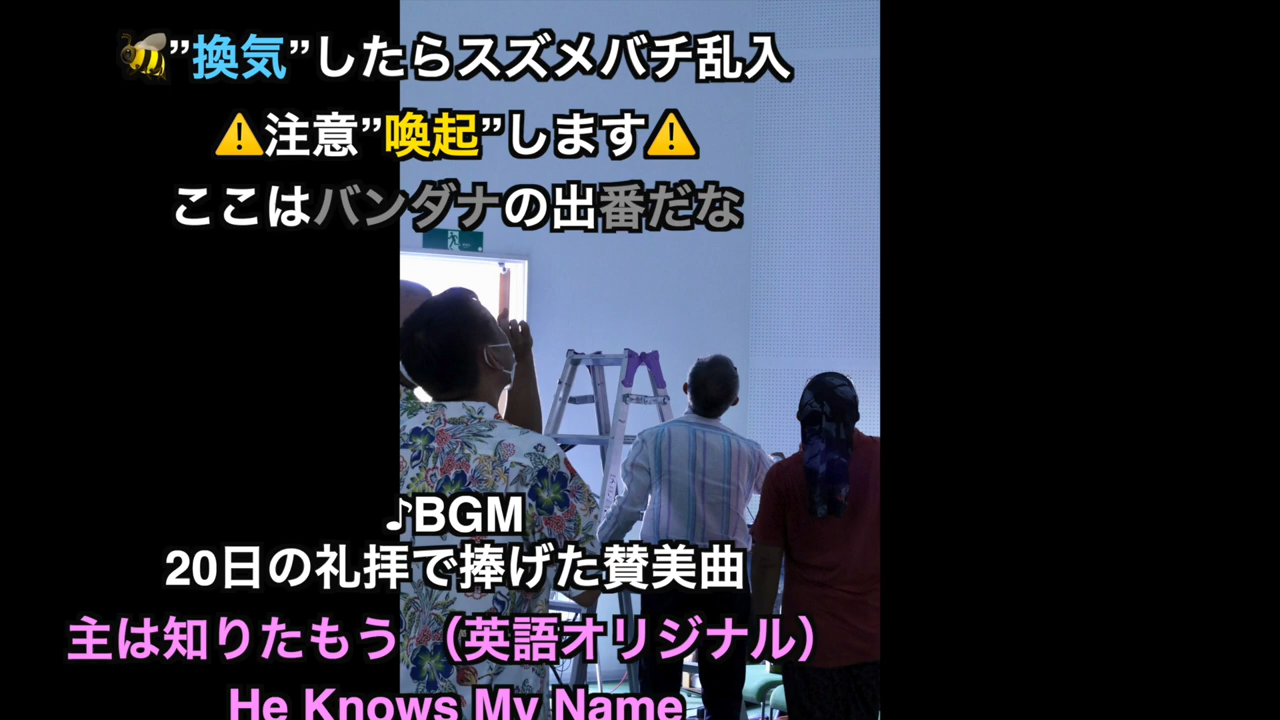 🐝”換気”したらスズメバチ乱入
⚠️注意”喚起”します⚠️
ここはバンダナの出番だな
♪BGM
20日の礼拝で捧げた賛美曲
主は知りたもう （英語オリジナル）
He Knows My Name